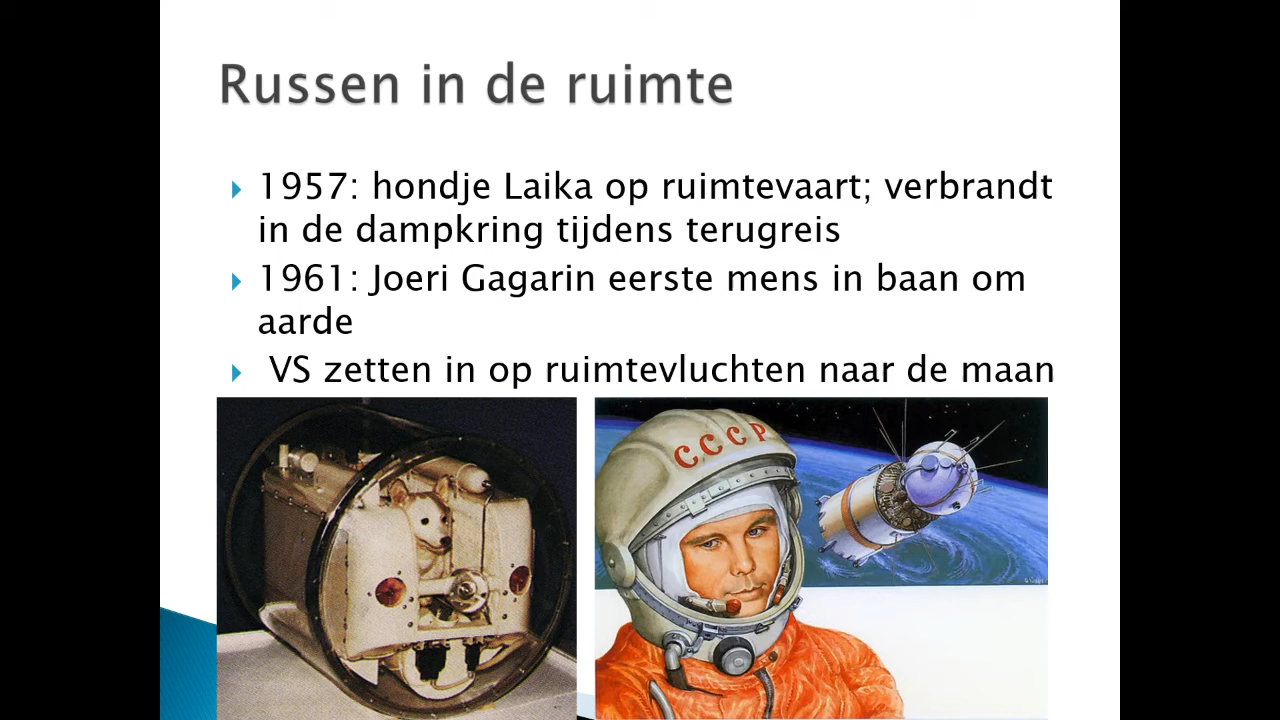 Russen in de ruimte
1957: hondje Laika op ruimtevaart; verbrandt
in de dampkring tijdens terugreis
1961: Joeri Gagarin eerste mens in baan om
aarde
VS zetten in op ruimtevluchten naar de maan
CCCP